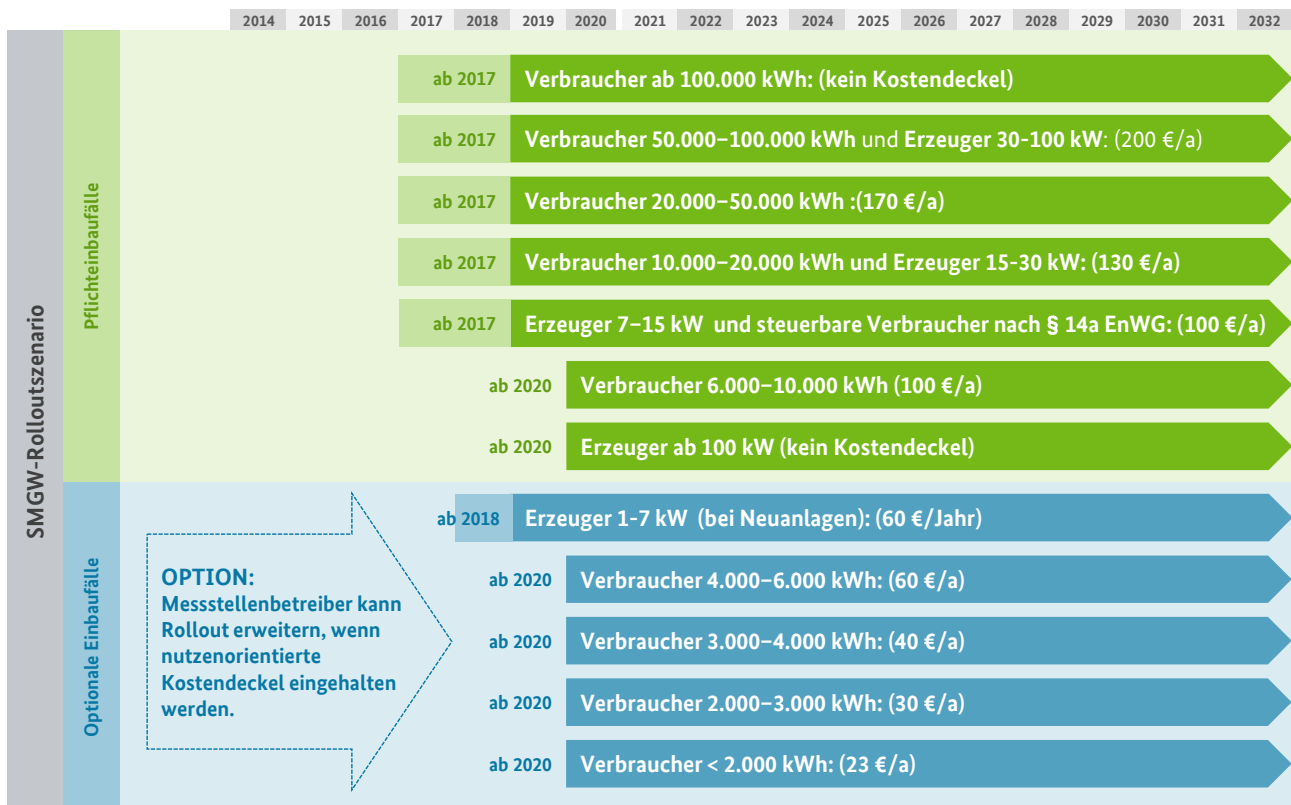 2014 2015 2016 2017 2018 2019 2020 2021 2022 2023 2024 2025 2026 2027 2028 2029 2030 2031 2032
SMGW-Rolloutszenario
Pflichteinbaufälle
ab 2017 Verbraucher ab 100.000 kWh: (kein Kostendeckel)
ab 2017 Verbraucher 50.000–100.000 kWh und Erzeuger 30-100 kW: (200 €/a)
ab 2017 Verbraucher 20.000–50.000 kWh :(170 €/a)
ab 2017 Verbraucher 10.000–20.000 kWh und Erzeuger 15-30 kW: (130 €/a)
ab 2017 Erzeuger 7–15 kW und steuerbare Verbraucher nach § 14a EnWG: (100 €/a)
ab 2020 Verbraucher 6.000–10.000 kWh (100 €/a)
ab 2020 Erzeuger ab 100 kW (kein Kostendeckel)
Optionale Einbaufälle
OPTION:
Messstellenbetreiber kann
Rollout erweitern, wenn
nutzenorientierte
Kostendeckel eingehalten
werden.
ab 2018 Erzeuger 1-7 kW (bei Neuanlagen): (60 €/Jahr)
ab 2020 Verbraucher 4.000–6.000 kWh: (60 €/a)
ab 2020 Verbraucher 3.000–4.000 kWh: (40 €/a)
ab 2020 Verbraucher 2.000–3.000 kWh: (30 €/a)
ab 2020 Verbraucher < 2.000 kWh: (23 €/a)